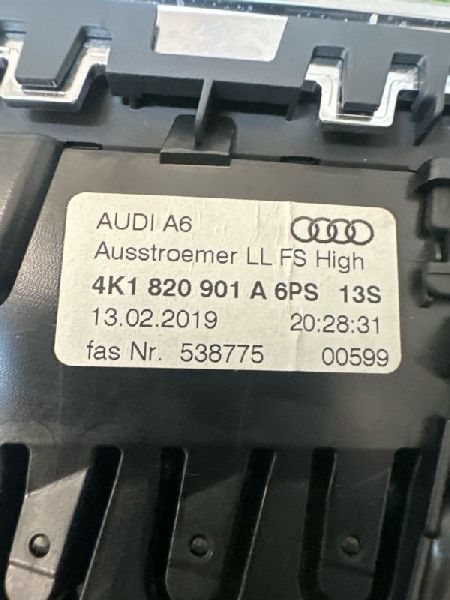 AUDI A6
Ausstroemer LL FS High
4K1 820 901 A 6PS 13S
13.02.2019 20:28:31
fas Nr. 538775 00599